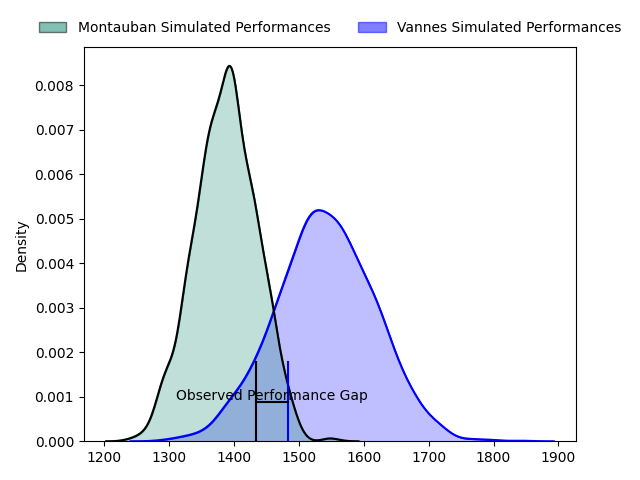 Montauban Simulated Performances
Vannes Simulated Performances
Density
0.008
0.007
0.006
0.005
0.004
0.003
0.002
0.001
0.000
Observed Performance Gap
1200 1300 1400 1500 1600 1700 1800 1900